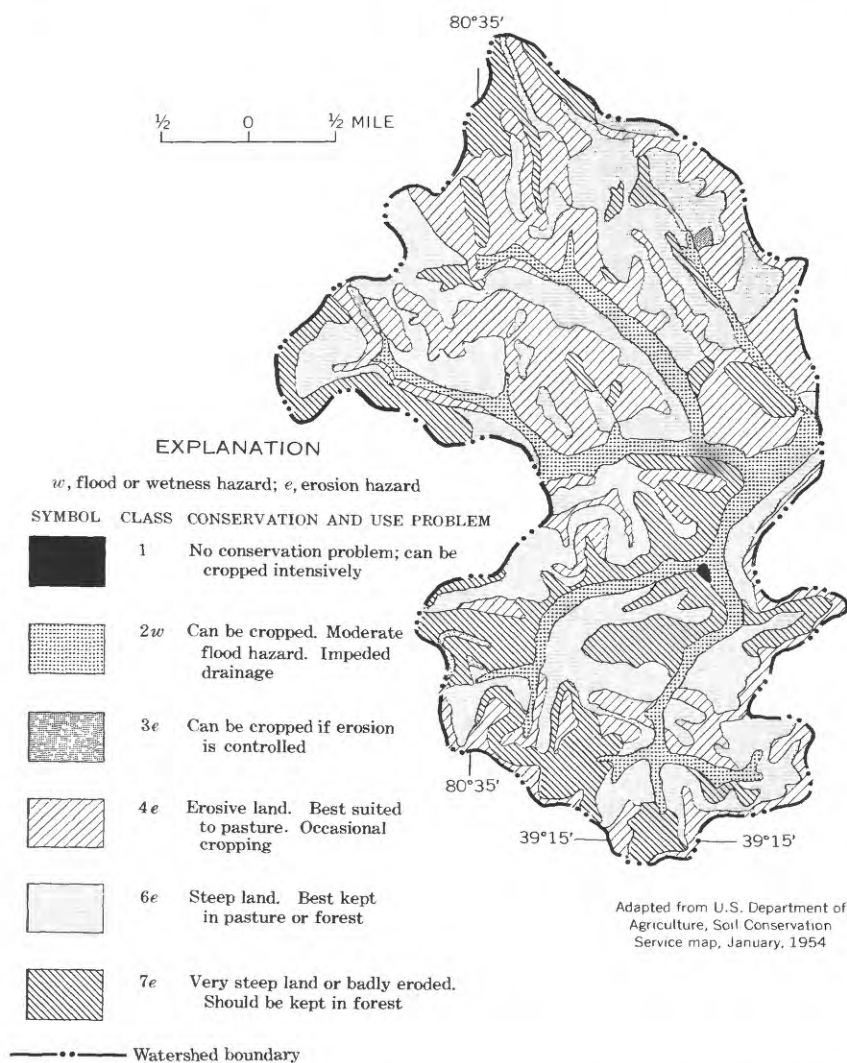 80°35'
½ 0 ½ MILE
EXPLANATION
w, flood or wetness hazard; e, erosion hazard
SYMBOL CLASS CONSERVATION AND USE PROBLEM
1 No conservation problem; can be
cropped intensively
2w Can be cropped. Moderate
flood hazard. Impeded
drainage
3e Can be cropped if erosion
is controlled
4e Erosive land. Best suited
to pasture. Occasional
cropping
6e Steep land. Best kept
in pasture or forest
7e Very steep land or badly eroded.
Should be kept in forest
Watershed boundary
80°35'
39°15' 39°15'
Adapted from U.S. Department of
Agriculture, Soil Conservation
Service map, January, 1954